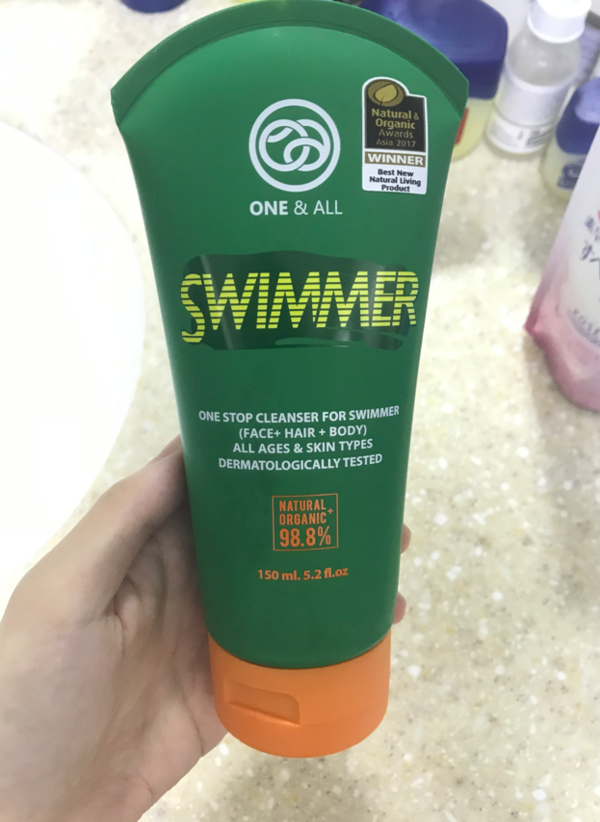 Natural &
Organic
Awards
Asia 2017
WINNER
Best New
Natural Living
Product
ONE & ALL
SWIMMER
ONE STOP CLEANSER FOR SWIMMER
(FACE+ HAIR + BODY)
ALL AGES & SKIN TYPES
DERMATOLOGICALLY TESTED
NATURAL+
ORGANIC
98.8%
150 ml. 5.2 fl.oz